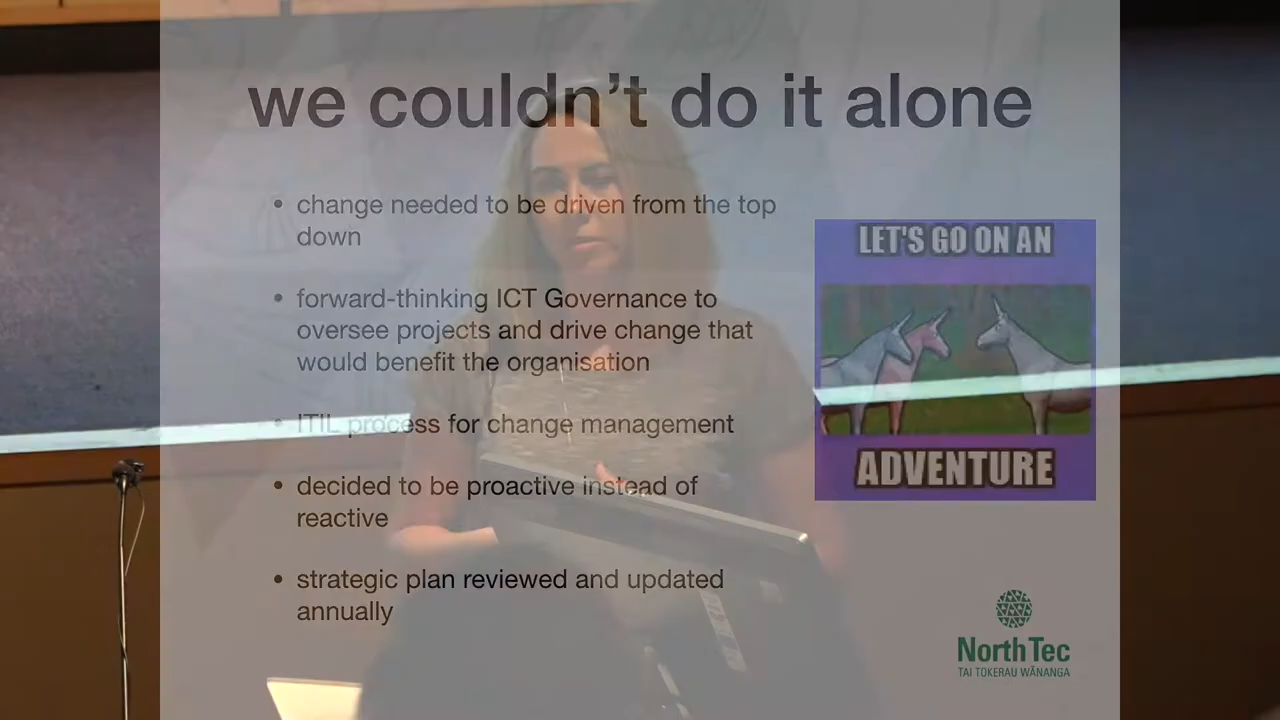 we couldn't do it alone
• change needed to be driven from the top
down
• forward-thinking ICT Governance to
oversee projects and drive change that
would benefit the organisation
• ITIL process for change management
• decided to be proactive instead of
reactive
• strategic plan reviewed and updated
annually
LET'S GO ON AN
ADVENTURE
NorthTec
TAI TOKERAU WĀNANGA